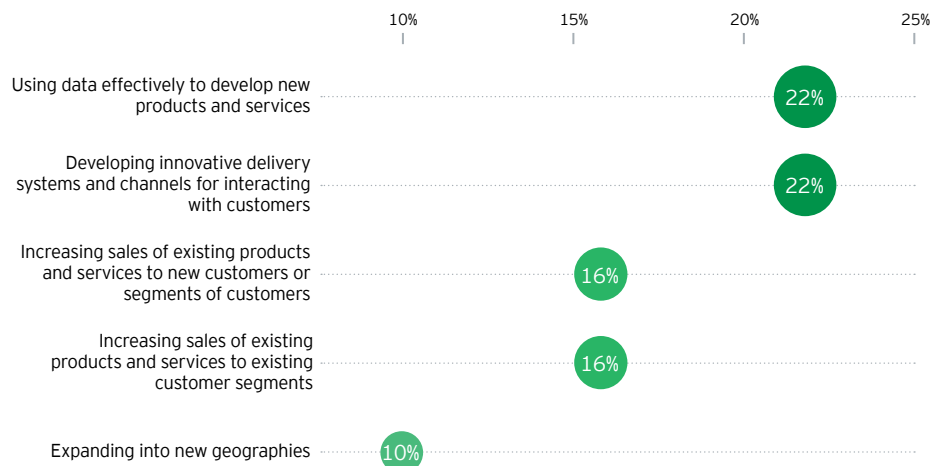 10% 15% 20% 25%
Using data effectively to develop new
products and services
22%
Developing innovative delivery
systems and channels for interacting
with customers
22%
Increasing sales of existing products
and services to new customers or
segments of customers
16%
Increasing sales of existing
products and services to existing
customer segments
16%
Expanding into new geographies
10%